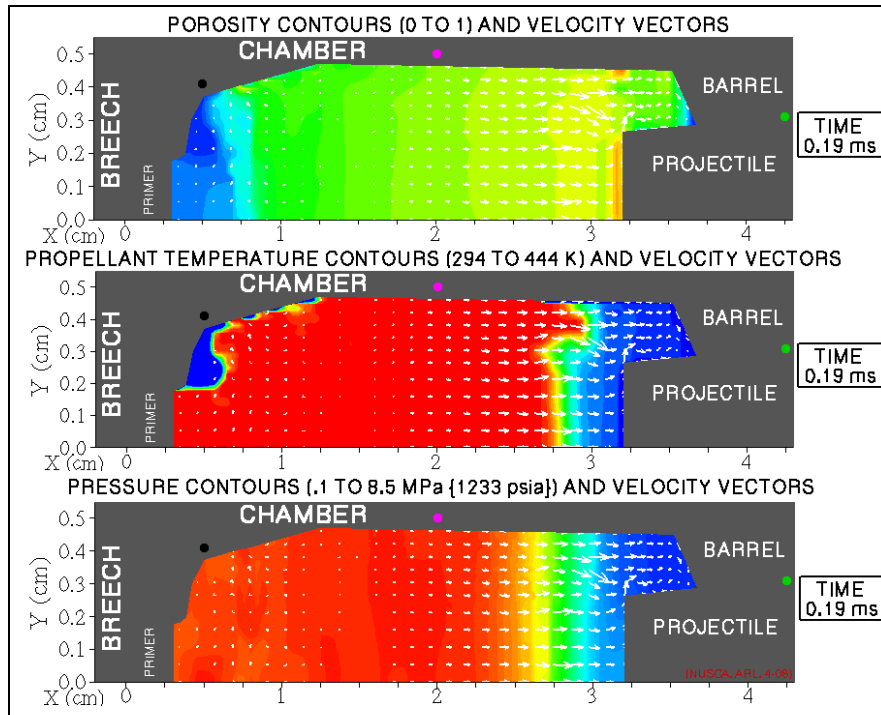 POROSITY CONTOURS (0 TO 1) AND VELOCITY VECTORS
CHAMBER
0.5
0.4
0.3
0.2
0.1
0.0
Y (cm)
BREECH
PRIMER
BARREL
PROJECTILE
TIME
0.19 ms
X (cm) 0 1 2 3 4
PROPELLANT TEMPERATURE CONTOURS (294 TO 444 K) AND VELOCITY VECTORS
CHAMBER
0.5
0.4
0.3
0.2
0.1
0.0
Y (cm)
BREECH
PRIMER
BARREL
PROJECTILE
TIME
0.19 ms
X (cm) 0 1 2 3 4
PRESSURE CONTOURS (.1 TO 8.5 MPa {1233 psia}) AND VELOCITY VECTORS
CHAMBER
0.5
0.4
0.3
0.2
0.1
0.0
Y (cm)
BREECH
PRIMER
BARREL
PROJECTILE
TIME
0.19 ms
(NUSCA, ARL, 4-08)
X (cm) 0 1 2 3 4